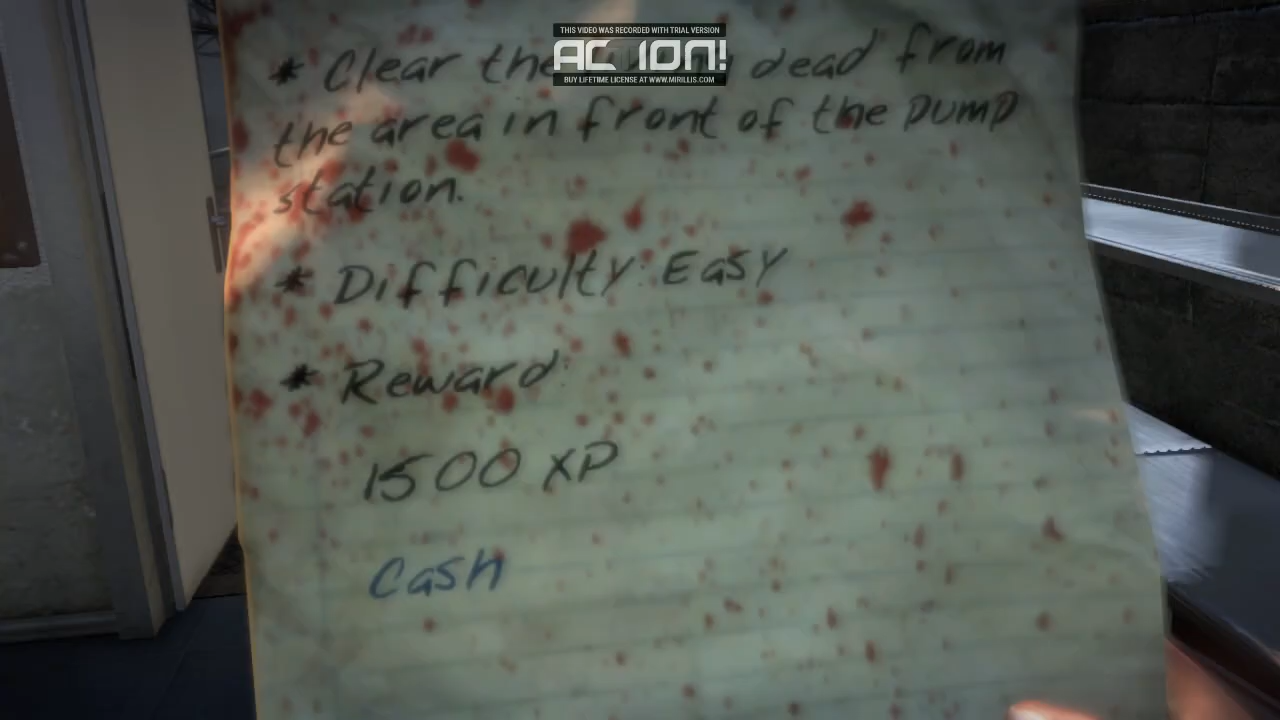 THIS VIDEO WAS RECORDED WITH TRIAL VERSION
ACTION!
BUY LIFETIME LICENSE AT WWW.MIRILLIS.COM
* Clear the dead from
the area in front of the pump
station.
* Difficulty: Easy
* Reward:
1500 XP
Cash